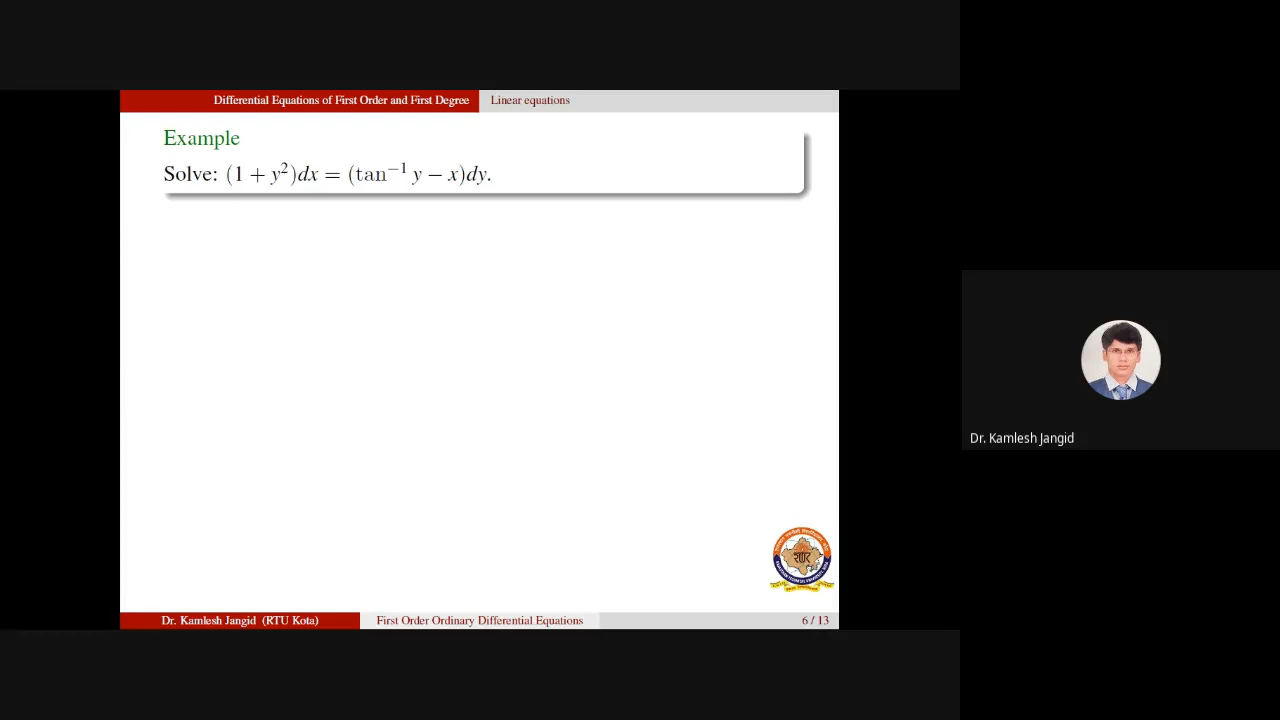 Differential Equations of First Order and First Degree
Linear equations
Example
Solve: (1 + y²)dx = (tan⁻¹ y − x)dy.
Dr. Kamlesh Jangid
Dr. Kamlesh Jangid (RTU Kota)
First Order Ordinary Differential Equations
6 / 13